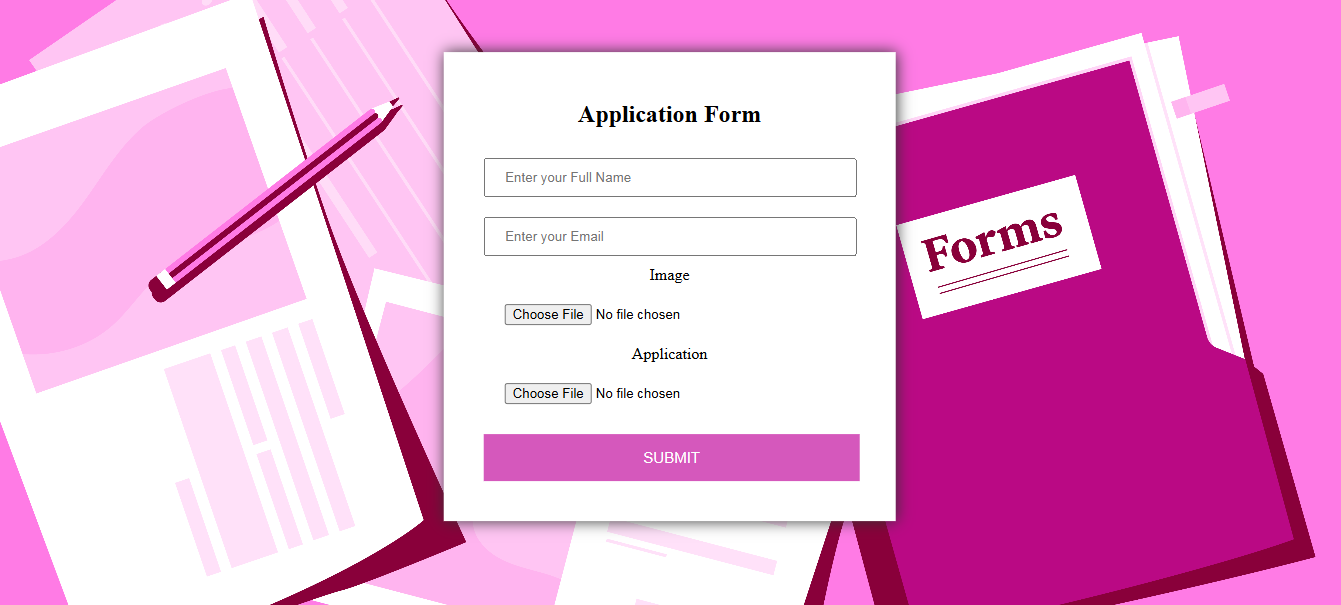 Application Form
Enter your Full Name
Enter your Email
Image
Choose File No file chosen
Application
Choose File No file chosen
SUBMIT
Forms